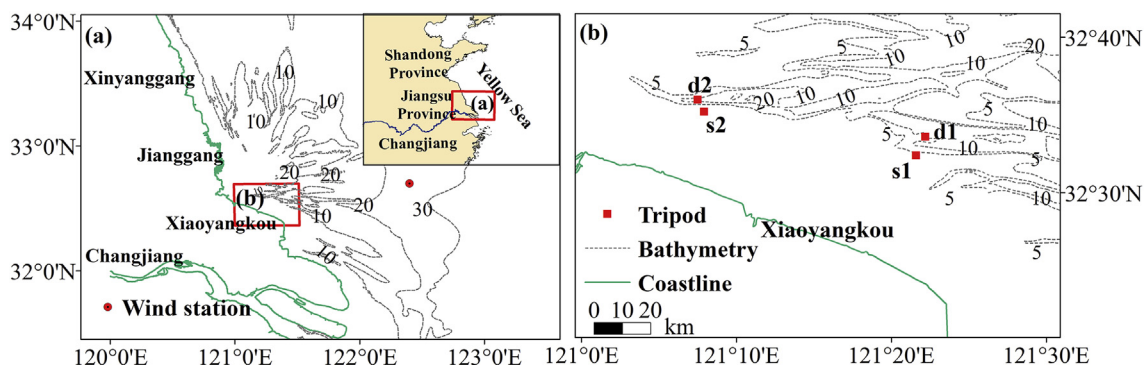 34°0'N
(a)
Xinyanggang
10
10
10
33°0'N
Jianggang
20
20
(b)
10
30
Xiaoyangkou
10
32°0'N
Changjiang
Wind station
120°0'E
121°0'E
122°0'E
123°0'E
Shandong
Province
Yellow Sea
Jiangsu
Province
(a)
Changjiang
(b)
5
5
10
20
32°40'N
5
d2
20
10
10
s2
5
10
5
d1
10
5
s1
5
10
5
32°30'N
Xiaoyangkou
5
Tripod
Bathymetry
Coastline
0 10 20
km
121°0'E
121°10'E
121°20'E
121°30'E